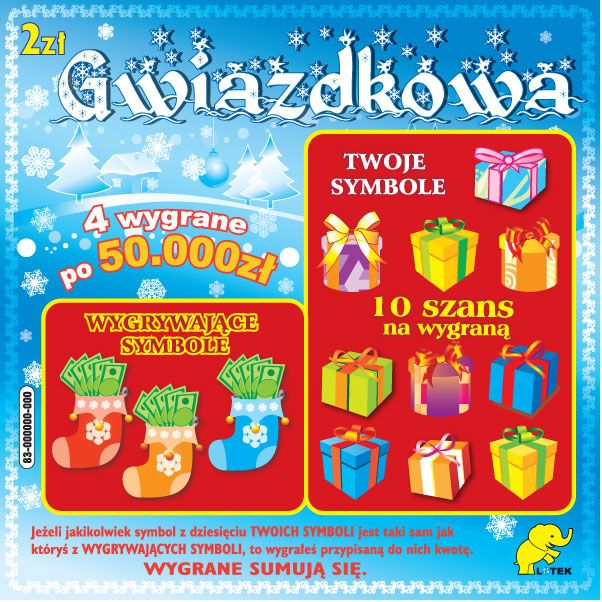 2zł
Gwiazdkowa
4 wygrane
po 50.000zł
TWOJE
SYMBOLE
10 szans
na wygraną
WYGRYWAJĄCE
SYMBOLE
83-000000-000
Jeżeli jakikolwiek symbol z dziesięciu TWOICH SYMBOLI jest taki sam jak
któryś z WYGRYWAJĄCYCH SYMBOLI, to wygrałeś przypisaną do nich kwotę.
WYGRANE SUMUJĄ SIĘ.